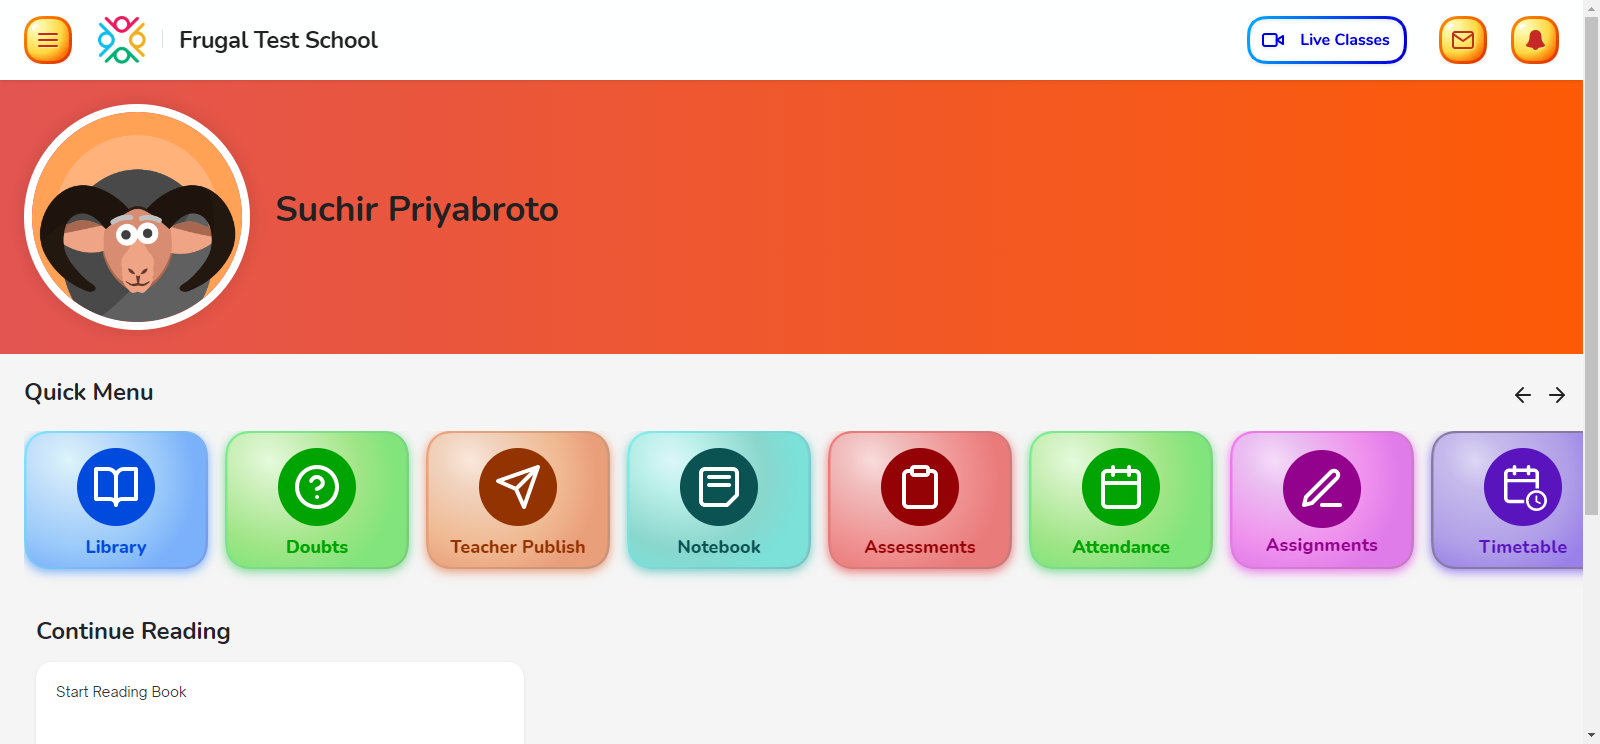 Frugal Test School
Live Classes
Suchir Priyabroto
Quick Menu
Library
Doubts
Teacher Publish
Notebook
Assessments
Attendance
Assignments
Timetable
Continue Reading
Start Reading Book